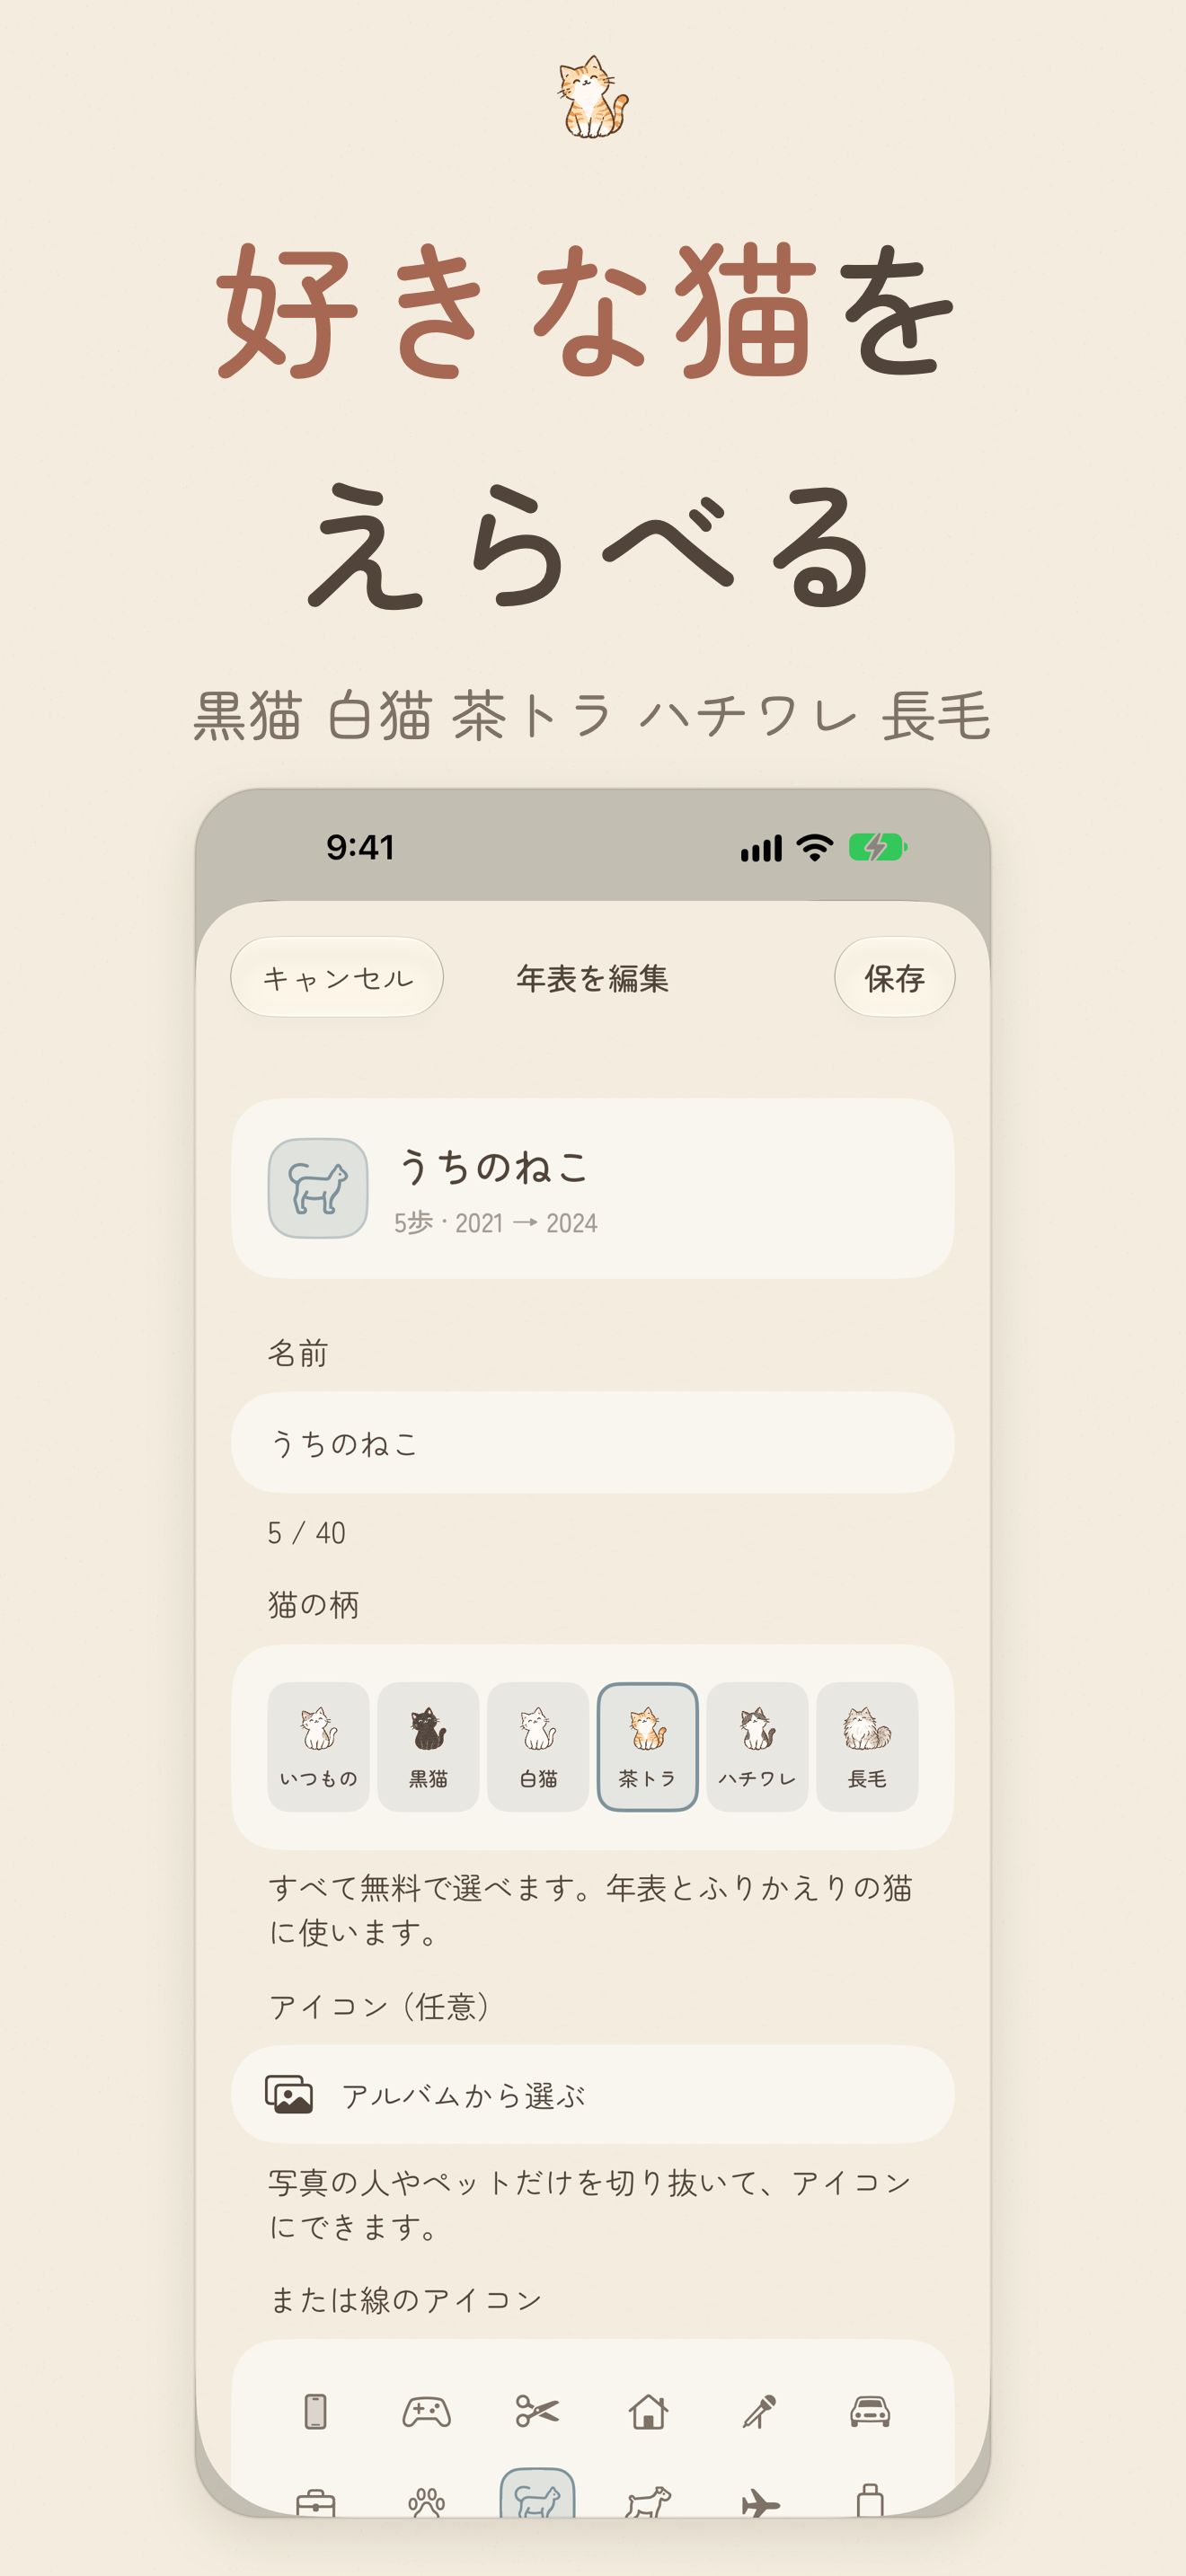 好きな猫を
えらべる
黒猫 白猫 茶トラ ハチワレ 長毛
9:41
キャンセル 年表を編集 保存
うちのねこ
5歩 · 2021 → 2024
名前
うちのねこ
5 / 40
猫の柄
いつもの 黒猫 白猫 茶トラ ハチワレ 長毛
すべて無料で選べます。年表とふりかえりの猫
に使います。
アイコン（任意）
アルバムから選ぶ
写真の人やペットだけを切り抜いて、アイコン
にできます。
または線のアイコン